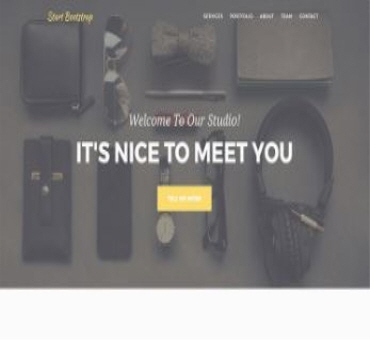 Start Bootstrap
SERVICES PORTFOLIO ABOUT TEAM CONTACT
Welcome To Our Studio!
IT'S NICE TO MEET YOU
TELL ME MORE